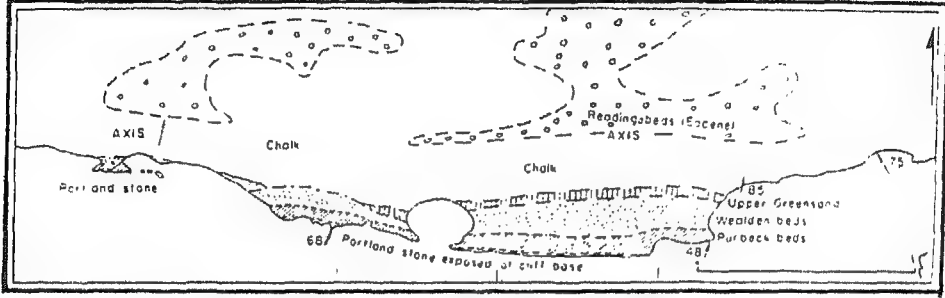 Readingsbeds (Eocene)
AXIS
AXIS
Chalk
Chalk
75
Portland stone
85
Upper Greensand
Wealden beds
Purbeck beds
68
Portland stone exposed at cliff base
48